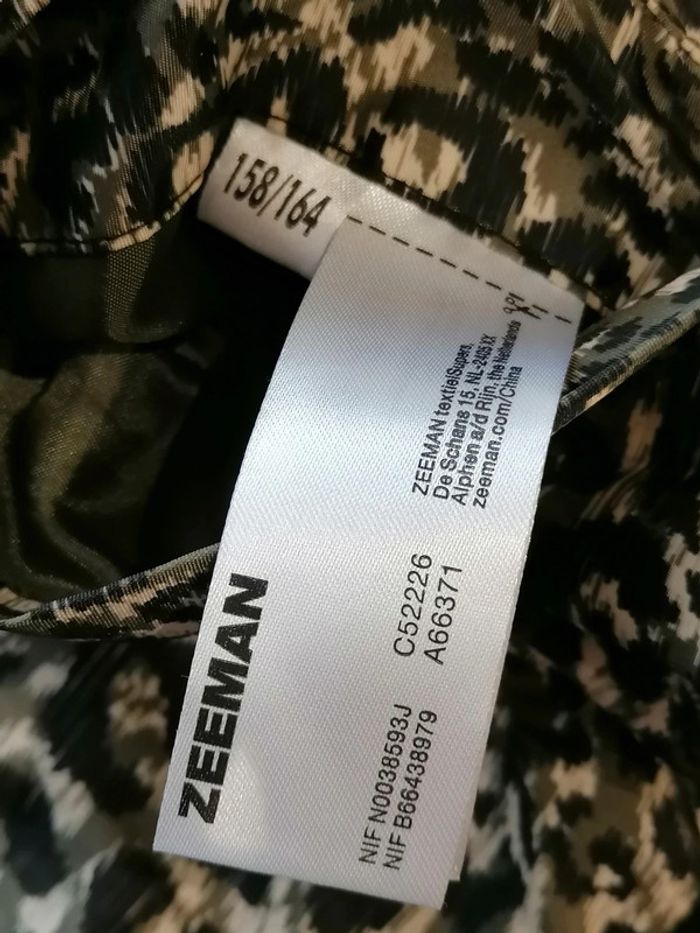 158/164
ZEEMAN textielSupers,
De Schans 15, NL-2405 XX
Alphen a/d Rijn, the Netherlands
zeeman.com/China
C52226
A66371
NIF N0038593J
NIF B66438979
ZEEMAN